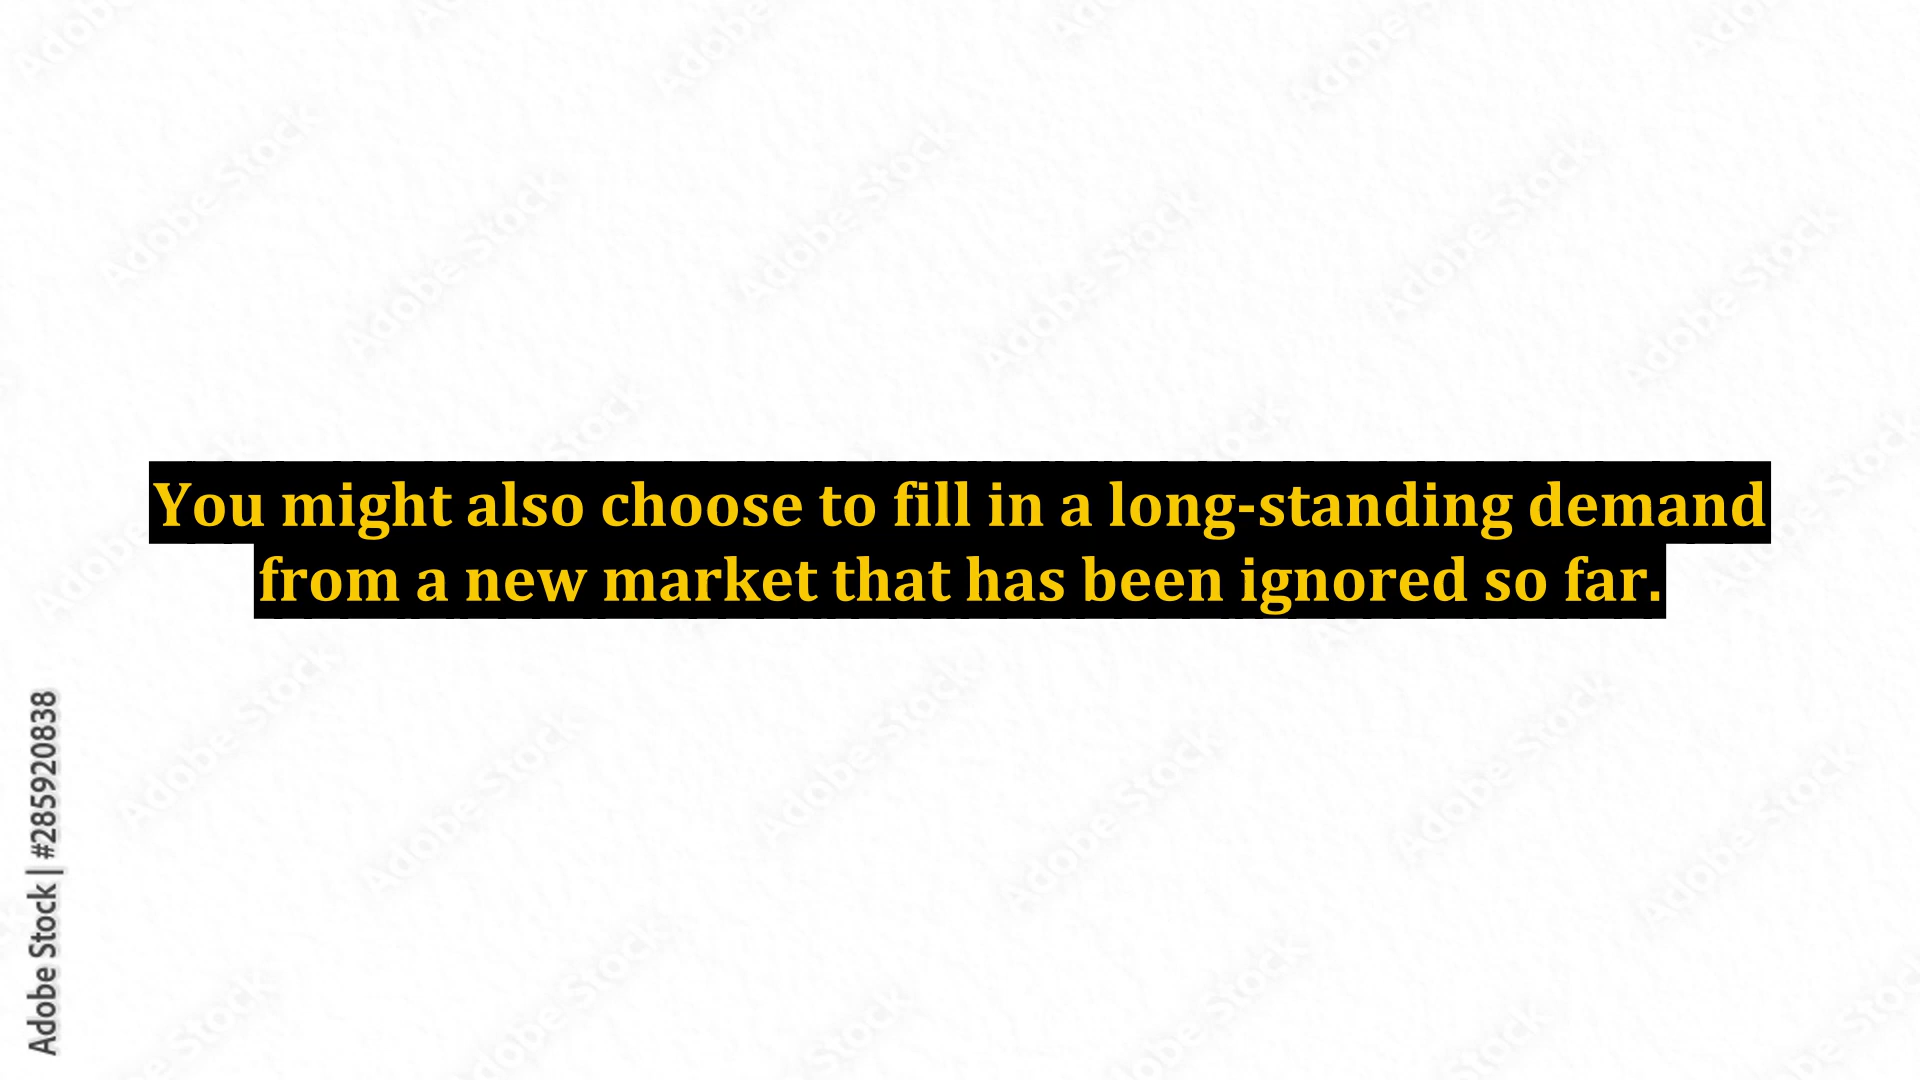 You might also choose to fill in a long-standing demand
from a new market that has been ignored so far.
Adobe Stock | #285920838